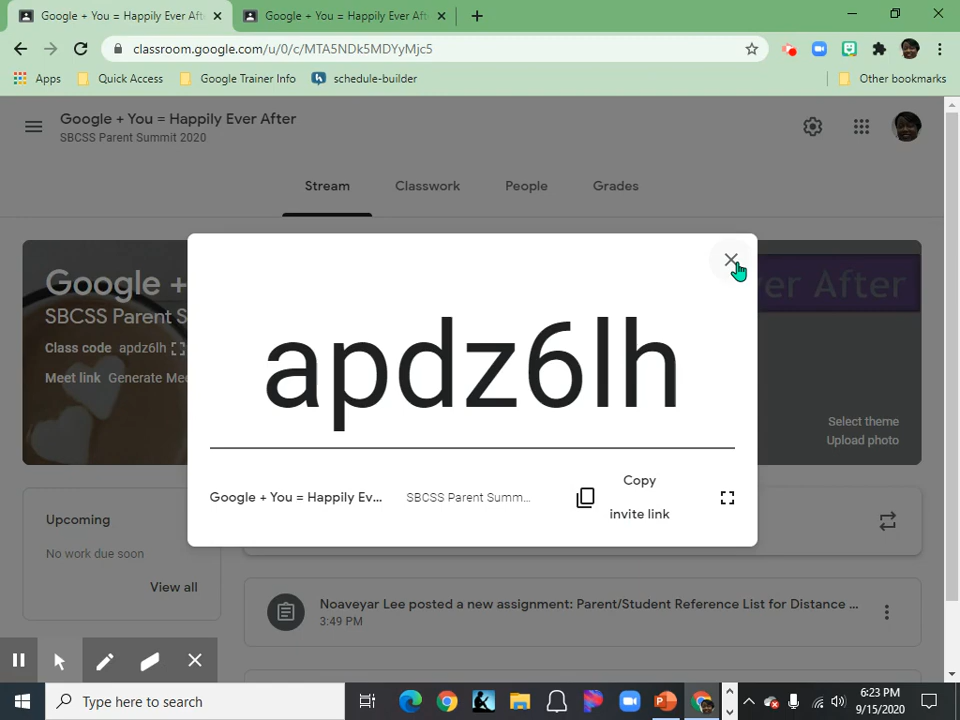 Google + You = Happily Ever Aft
Google + You = Happily Ever Aft
classroom.google.com/u/0/c/MTA5NDk5MDYyMjc5
Apps
Quick Access
Google Trainer Info
schedule-builder
Other bookmarks
Google + You = Happily Ever After
SBCSS Parent Summit 2020
Stream
Classwork
People
Grades
Google +
ver After
SBCSS Parent S
Class code apdz6lh
Meet link Generate Mee
Select theme
Upload photo
apdz6lh
Google + You = Happily Ev...
SBCSS Parent Summ...
Copy
invite link
Upcoming
No work due soon
View all
Noaveyar Lee posted a new assignment: Parent/Student Reference List for Distance ...
3:49 PM
Type here to search
6:23 PM
9/15/2020